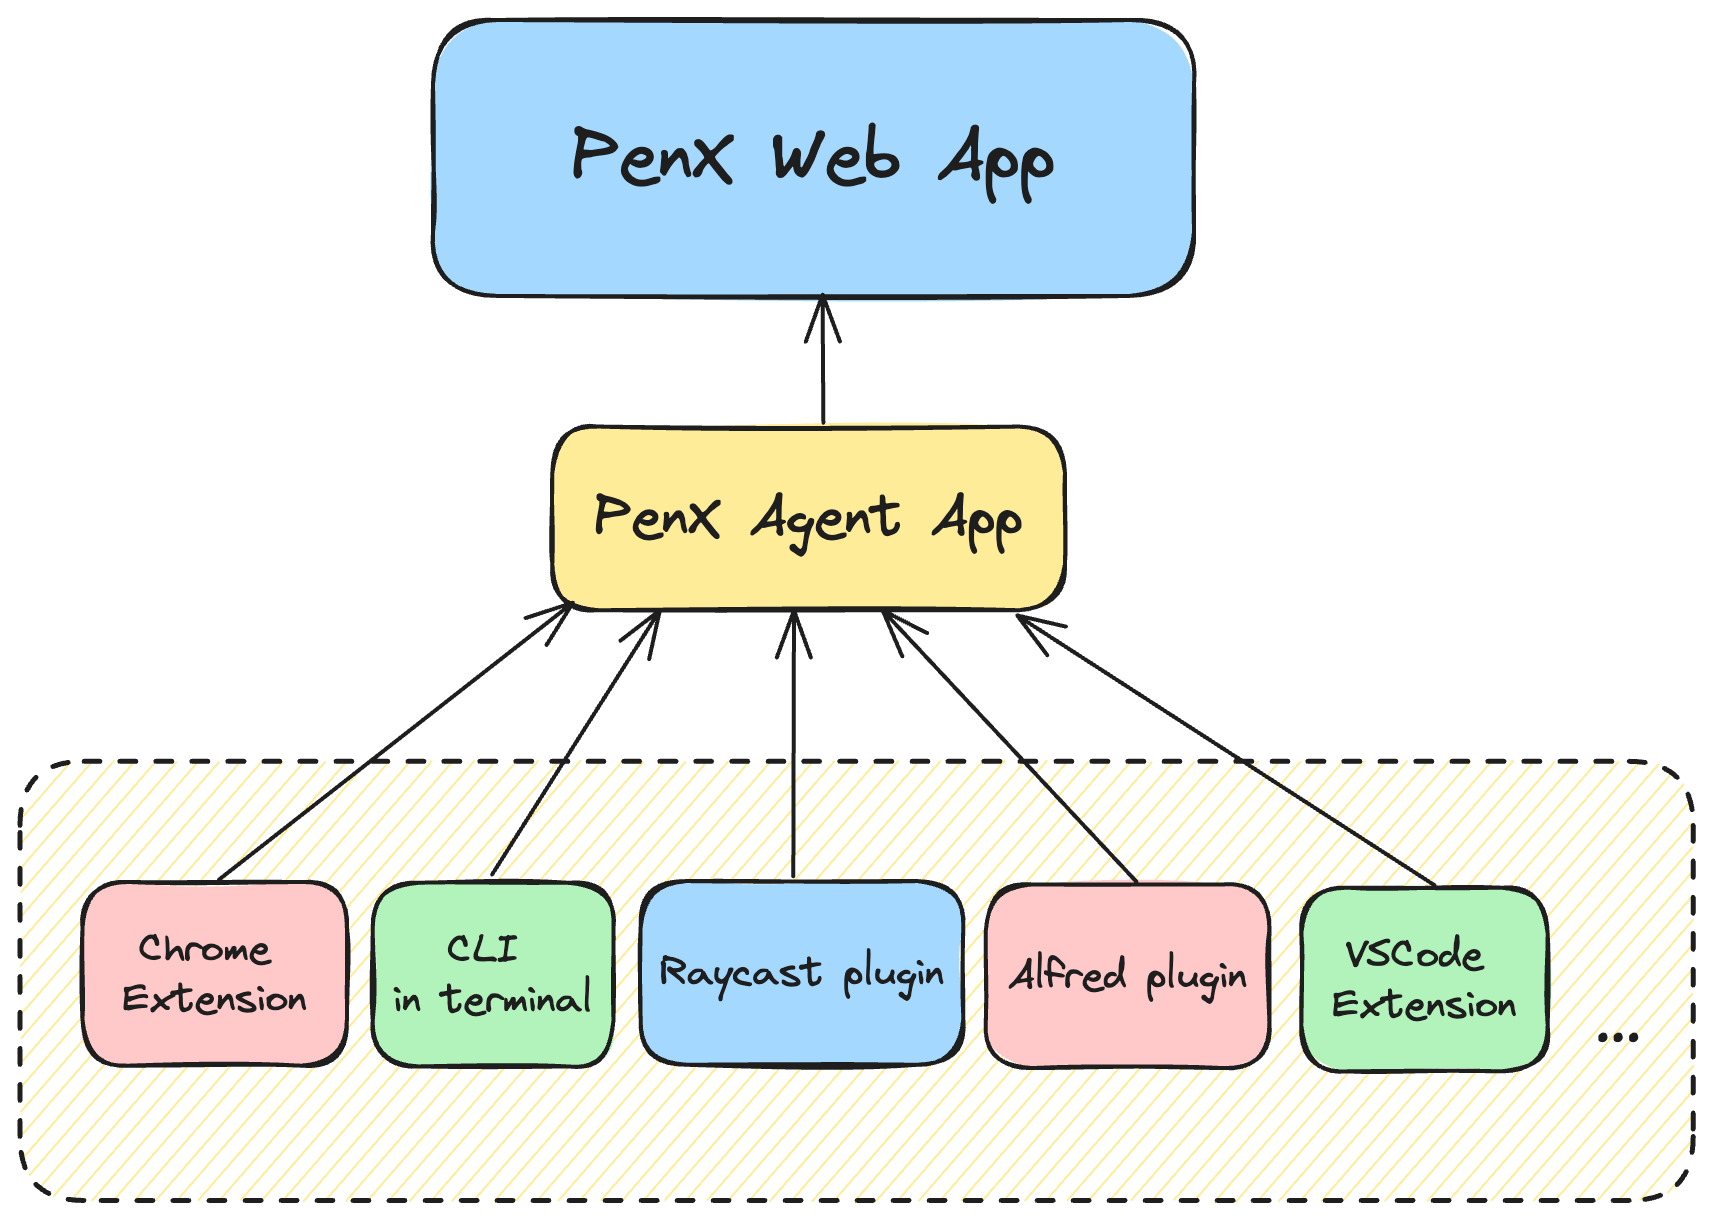 PenX Web App
PenX Agent App
Chrome
Extension
CLI
in terminal
Raycast plugin
Alfred plugin
VSCode
Extension
...